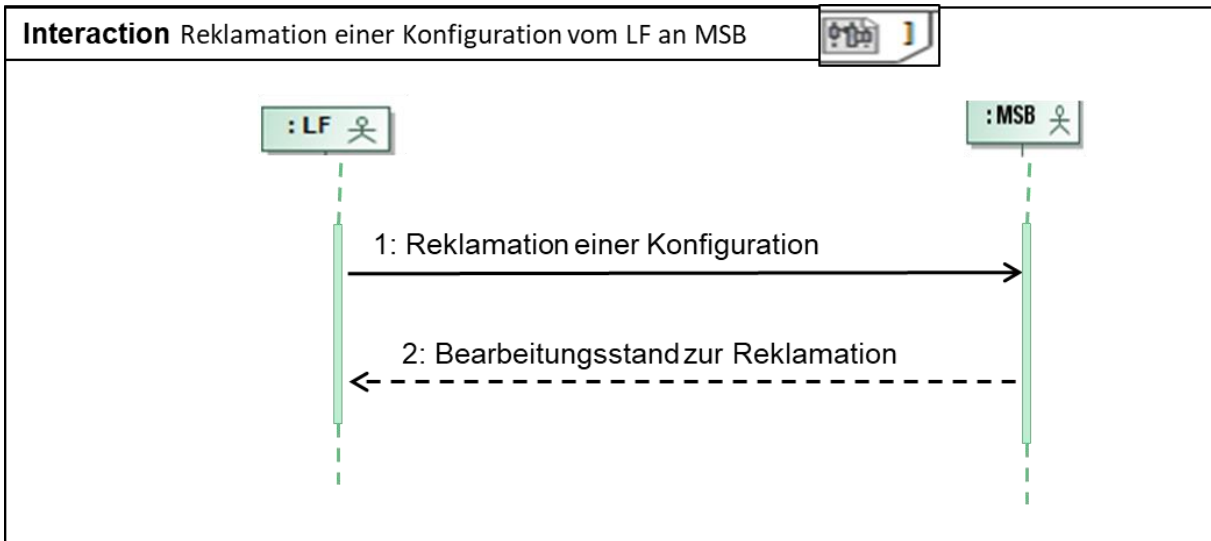 Interaction Reklamation einer Konfiguration vom LF an MSB
: LF
: MSB
1: Reklamation einer Konfiguration
2: Bearbeitungsstand zur Reklamation